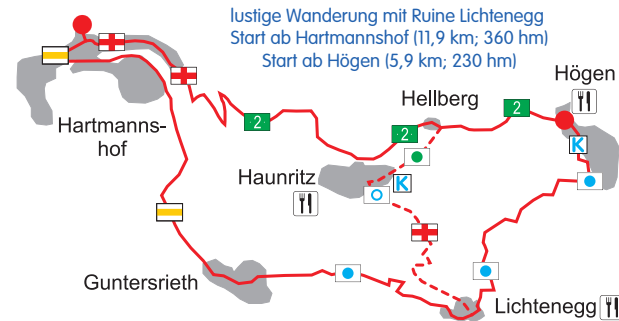 lustige Wanderung mit Ruine Lichtenegg
Start ab Hartmannshof (11,9 km; 360 hm)
Start ab Högen (5,9 km; 230 hm)
Högen
Hellberg
2
2
2
Hartmanns-
hof
K
Haunritz
K
Guntersrieth
Lichtenegg